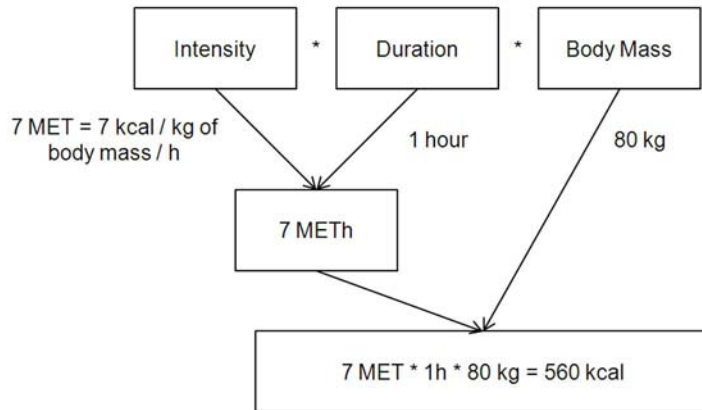 Intensity * Duration * Body Mass
7 MET = 7 kcal / kg of
body mass / h
1 hour
80 kg
7 METh
7 MET * 1h * 80 kg = 560 kcal